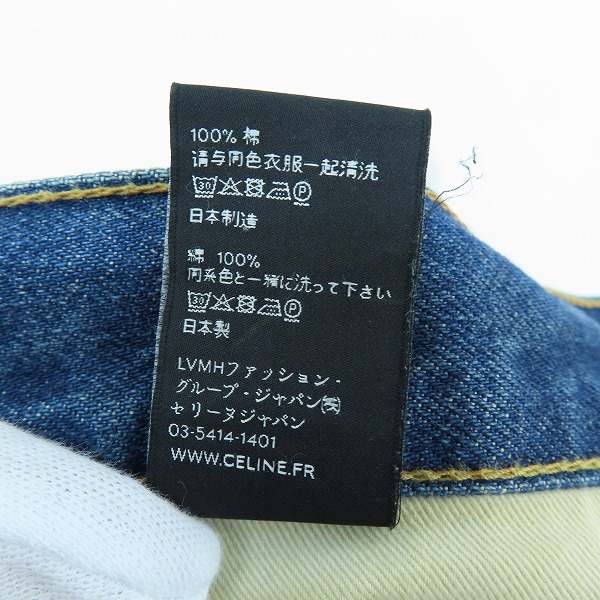 100% 棉
请与同色衣服一起清洗
30 P
日本制造
綿 100%
同系色と一緒に洗って下さい
30 P
日本製
LVMHファッション・
グループ・ジャパン㈱
セリーヌジャパン
03-5414-1401
WWW.CELINE.FR